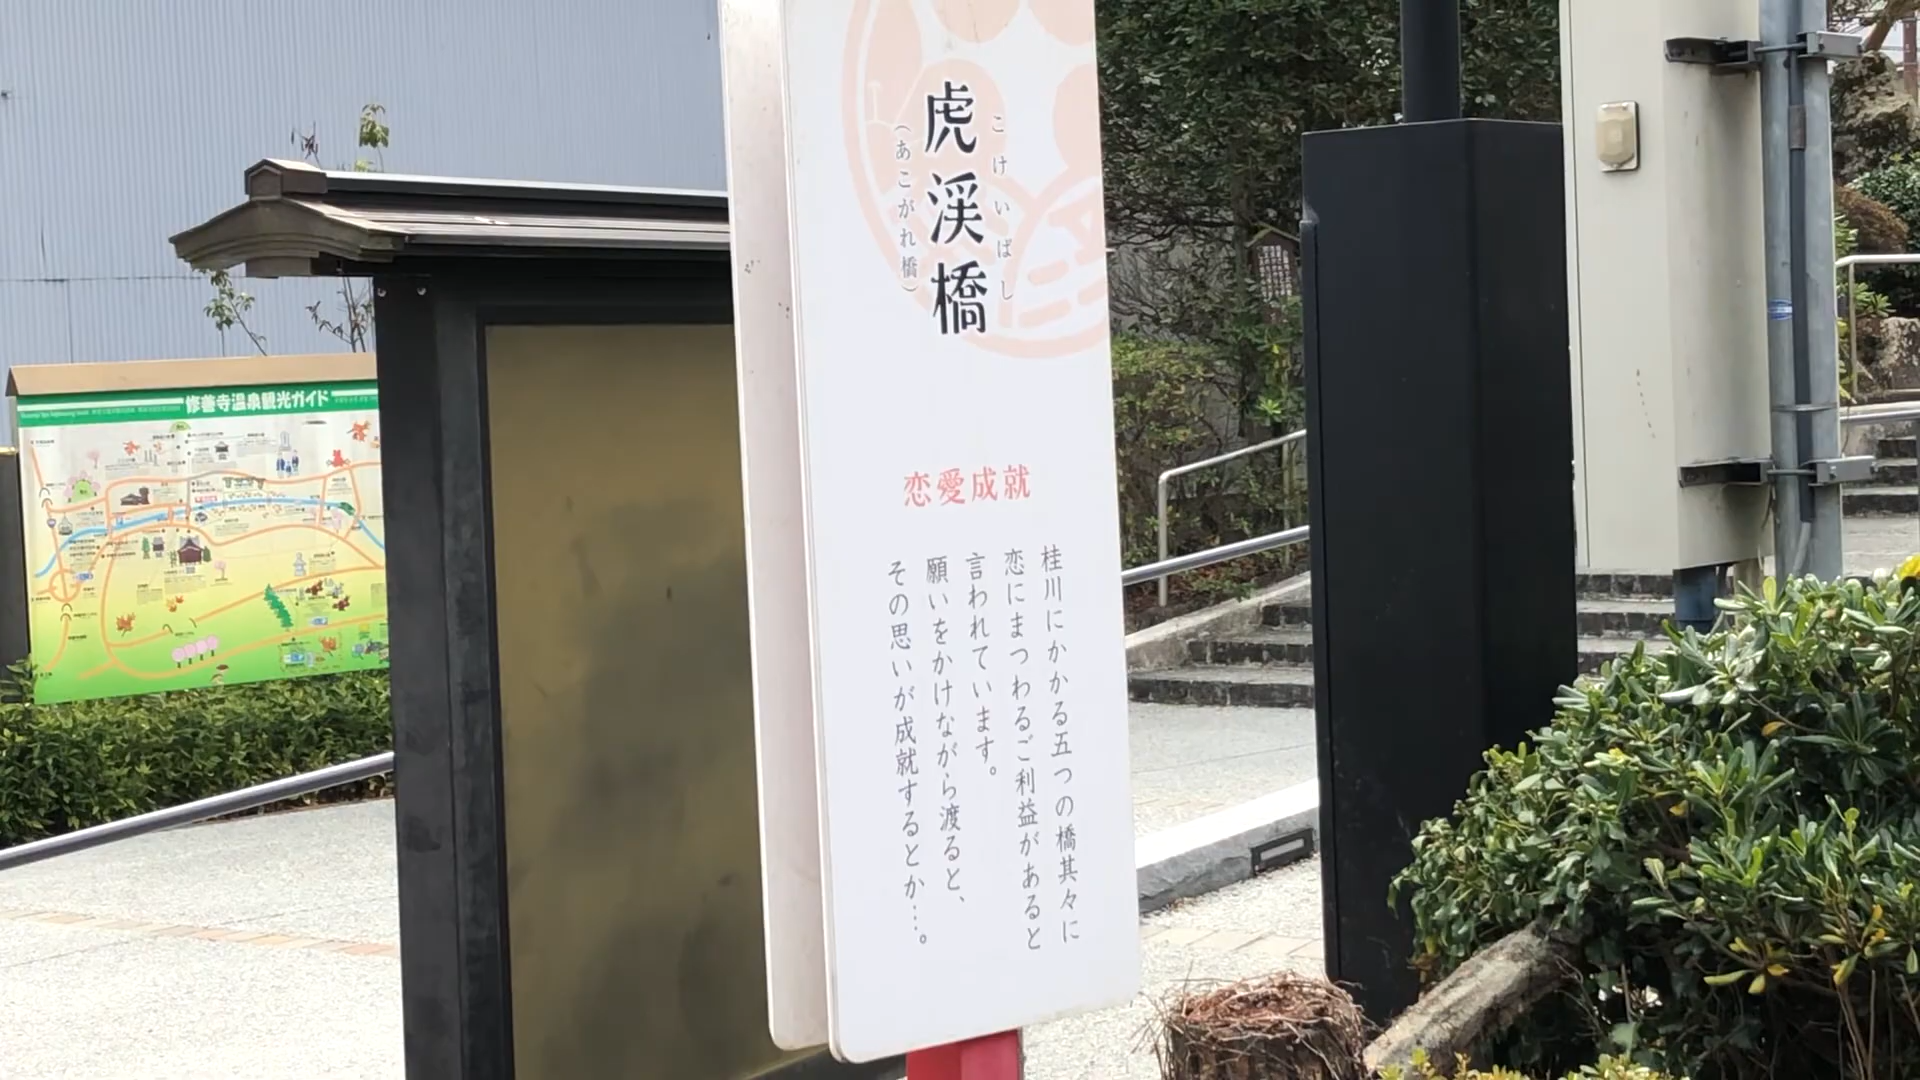 虎渓橋
こけいばし
（あこがれ橋）
恋愛成就
桂川にかかる五つの橋其々に
恋にまつわるご利益があると
言われています。
願いをかけながら渡ると、
その思いが成就するとか…。
修善寺温泉観光ガイド